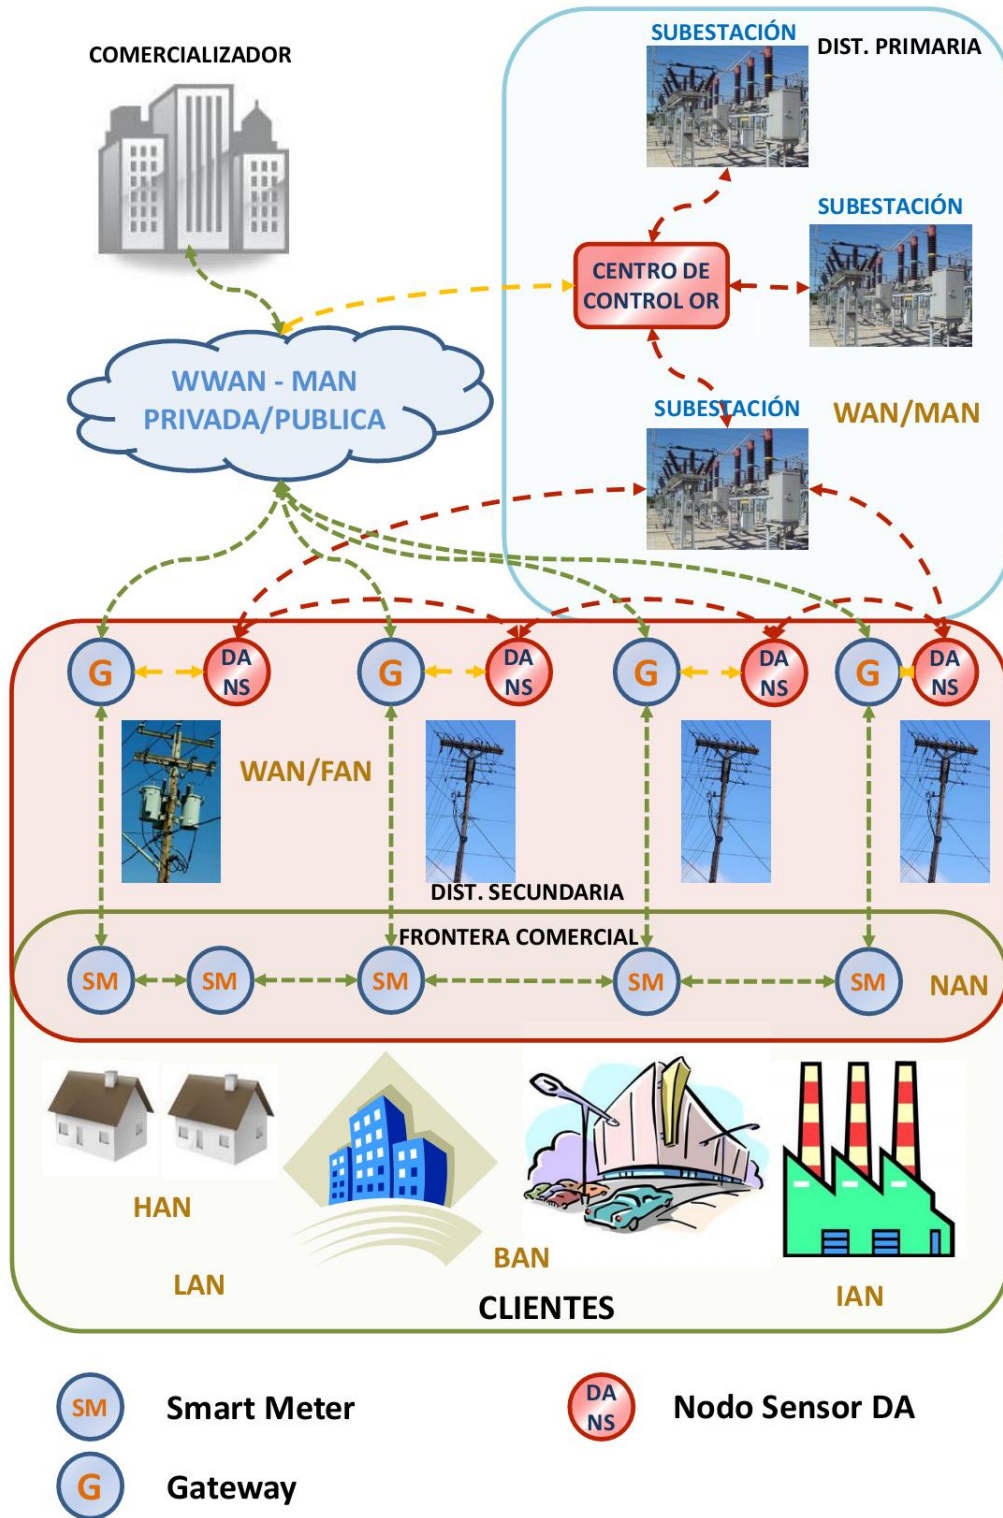 COMERCIALIZADOR
SUBESTACIÓN
DIST. PRIMARIA
SUBESTACIÓN
CENTRO DE
CONTROL OR
WWAN - MAN
PRIVADA/PUBLICA
SUBESTACIÓN
WAN/MAN
G
DA
NS
G
DA
NS
G
DA
NS
G
DA
NS
WAN/FAN
DIST. SECUNDARIA
FRONTERA COMERCIAL
SM
SM
SM
SM
SM
NAN
HAN
BAN
LAN
IAN
CLIENTES
SM
Smart Meter
DA
NS
Nodo Sensor DA
G
Gateway